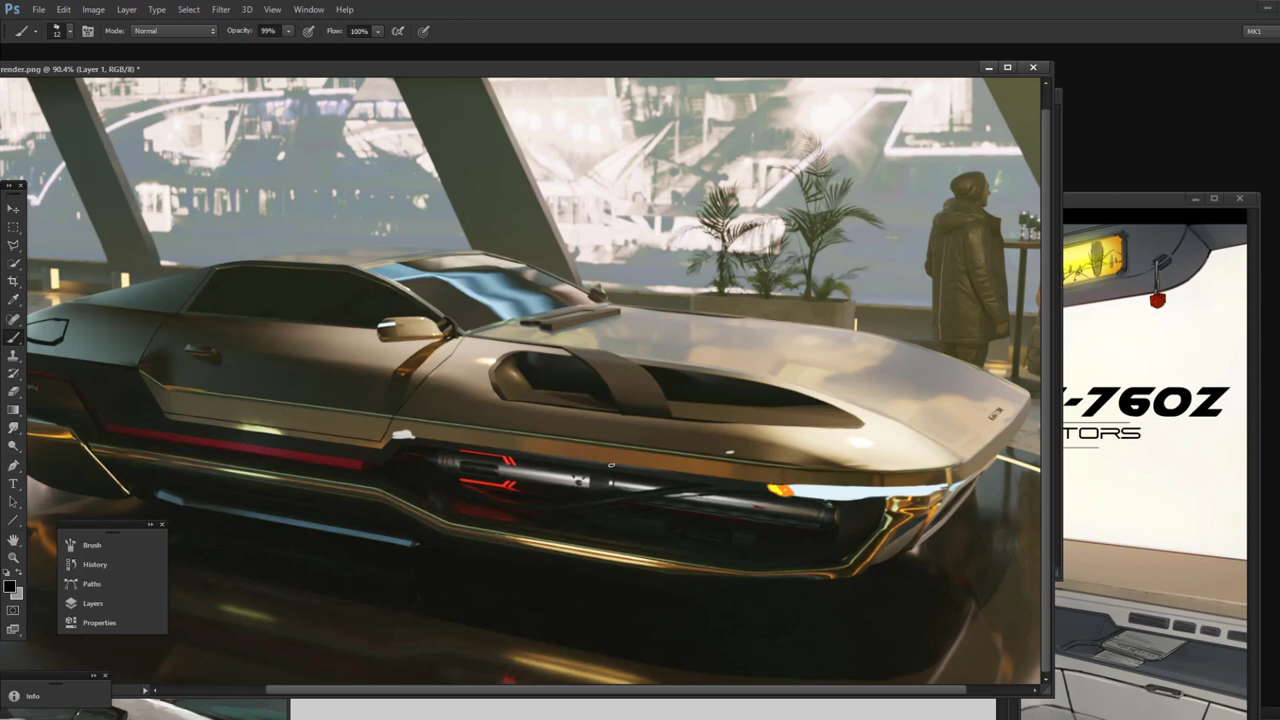 Ps File Edit Image Layer Type Select Filter 3D View Window Help
12 Mode: Normal Opacity: 99% Flow: 100% MK1
render.png @ 90.4% (Layer 1, RGB/8) *
-760Z
TORS
Brush
History
Paths
Layers
Properties
Info